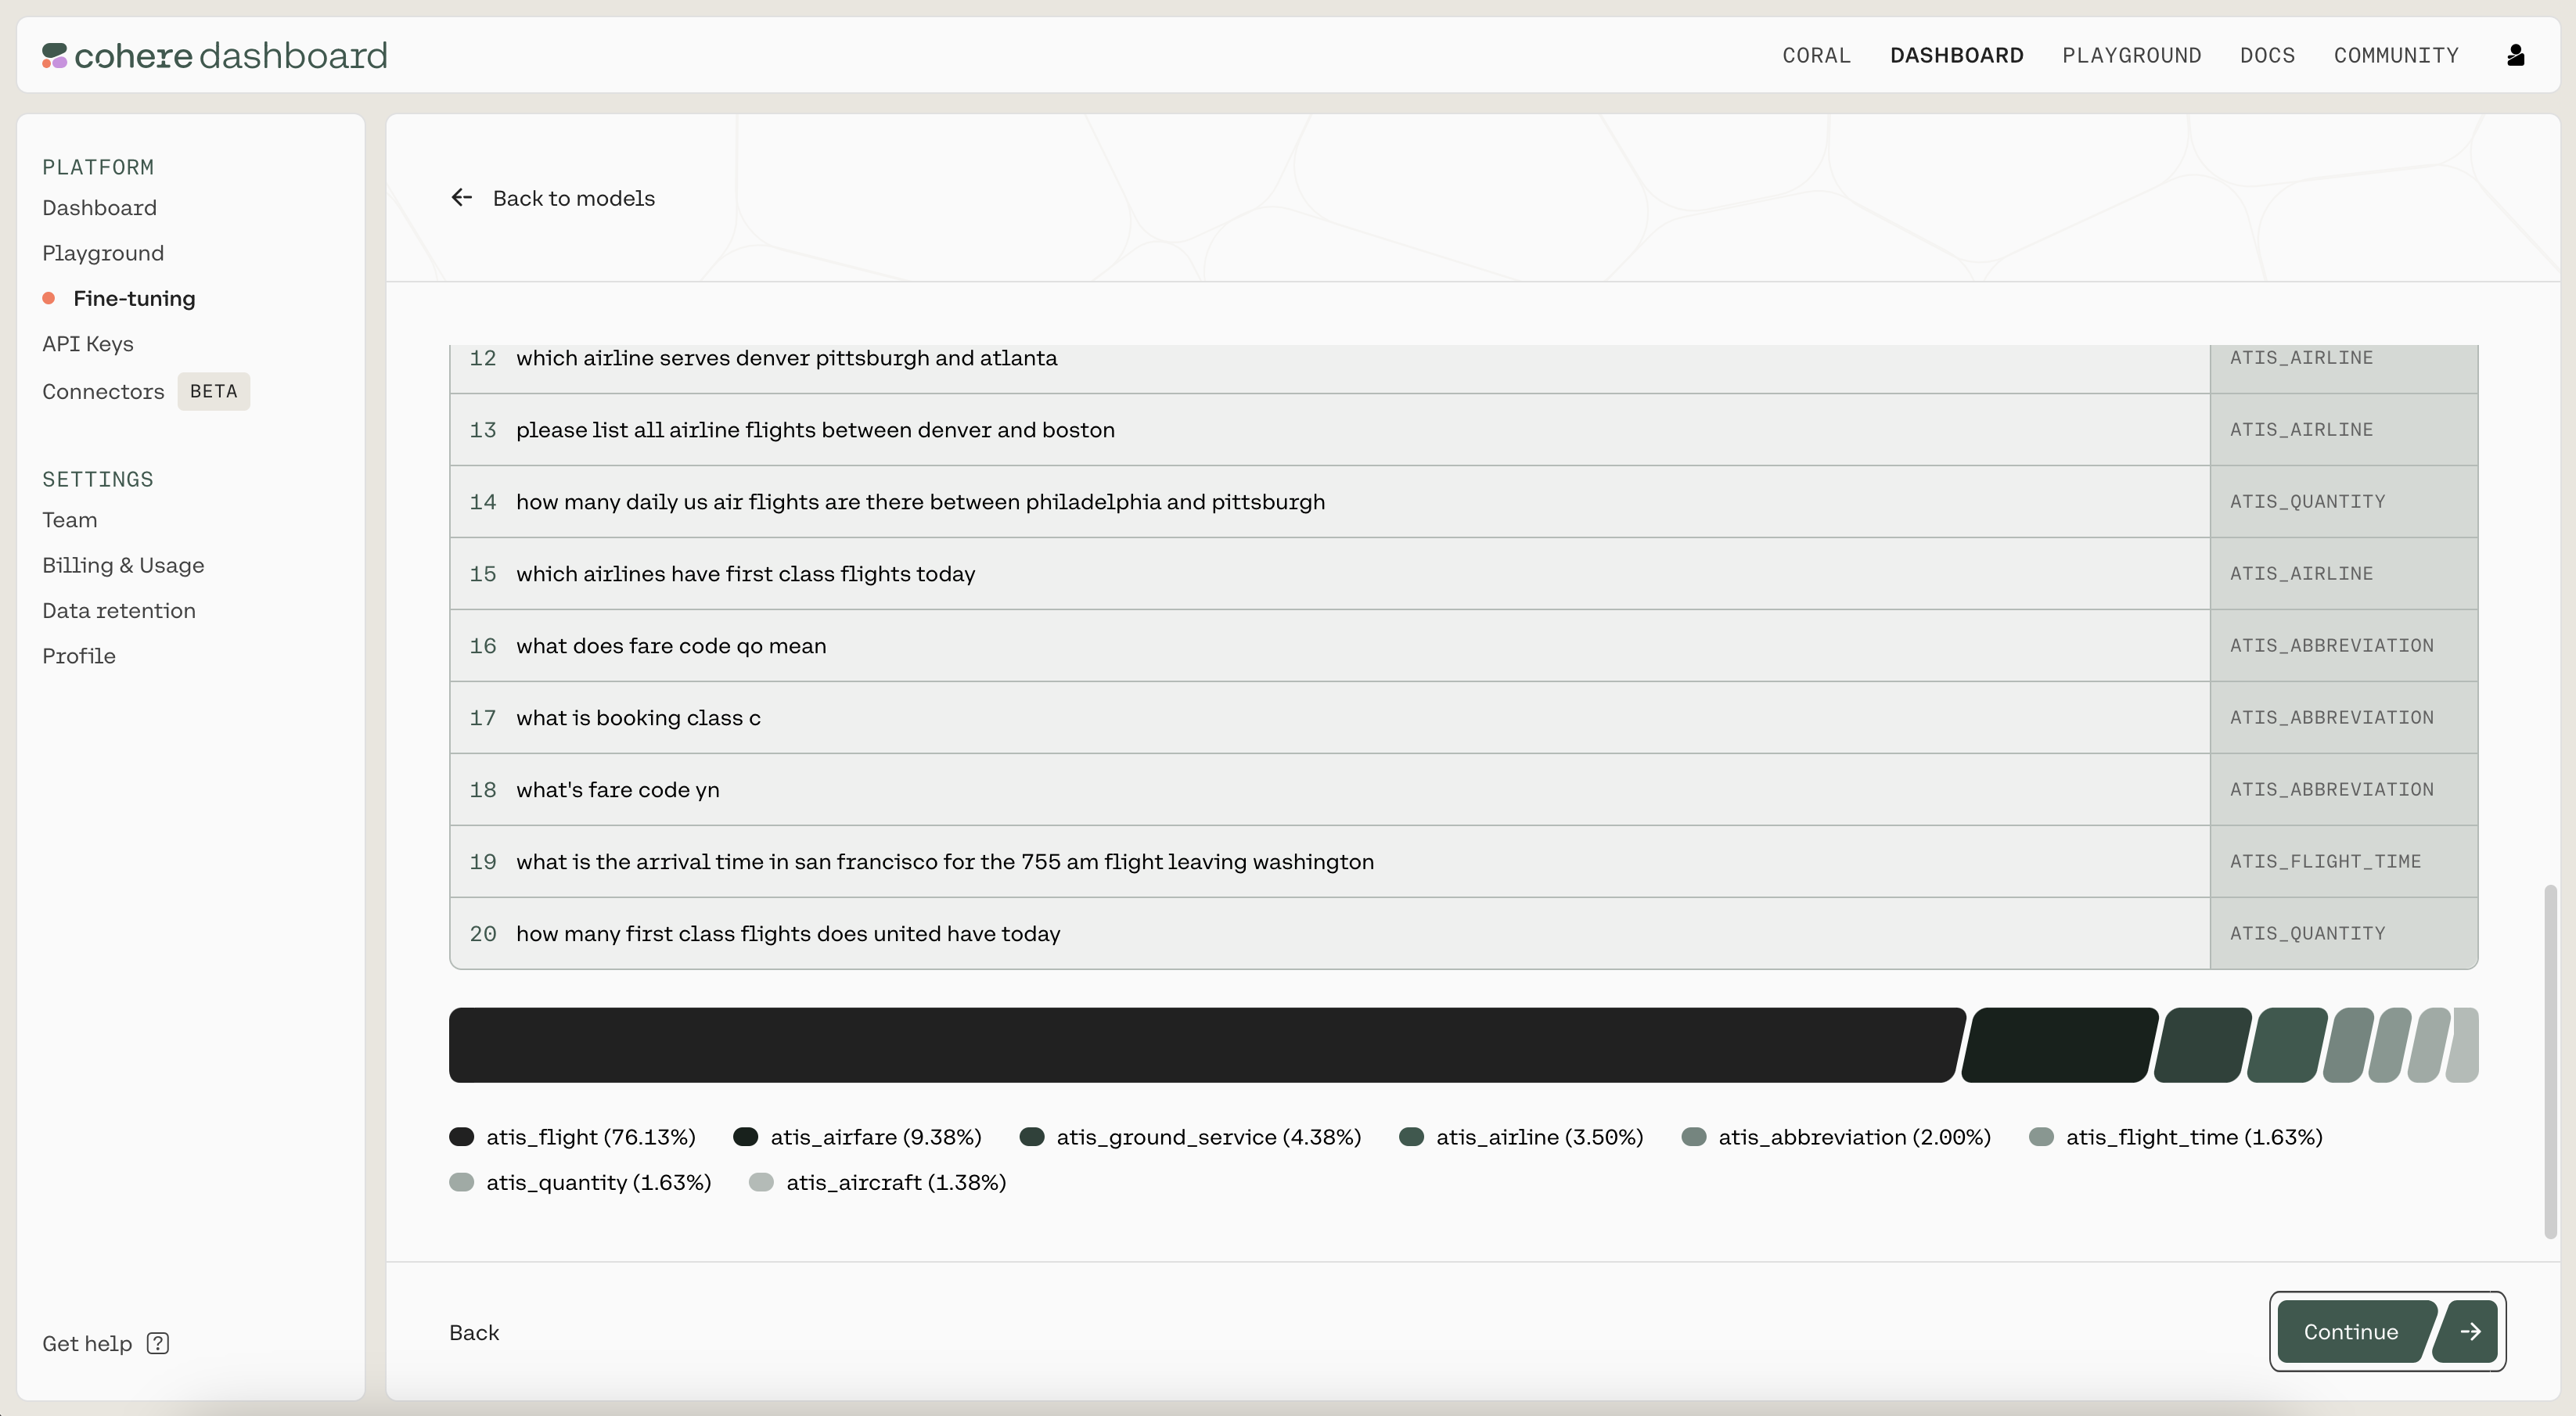 cohere dashboard
CORAL DASHBOARD PLAYGROUND DOCS COMMUNITY
PLATFORM
Dashboard
Playground
Fine-tuning
API Keys
Connectors BETA
SETTINGS
Team
Billing & Usage
Data retention
Profile
Get help ?
Back to models
12 which airline serves denver pittsburgh and atlanta ATIS_AIRLINE
13 please list all airline flights between denver and boston ATIS_AIRLINE
14 how many daily us air flights are there between philadelphia and pittsburgh ATIS_QUANTITY
15 which airlines have first class flights today ATIS_AIRLINE
16 what does fare code qo mean ATIS_ABBREVIATION
17 what is booking class c ATIS_ABBREVIATION
18 what's fare code yn ATIS_ABBREVIATION
19 what is the arrival time in san francisco for the 755 am flight leaving washington ATIS_FLIGHT_TIME
20 how many first class flights does united have today ATIS_QUANTITY
atis_flight (76.13%) atis_airfare (9.38%) atis_ground_service (4.38%) atis_airline (3.50%) atis_abbreviation (2.00%) atis_flight_time (1.63%)
atis_quantity (1.63%) atis_aircraft (1.38%)
Back
Continue